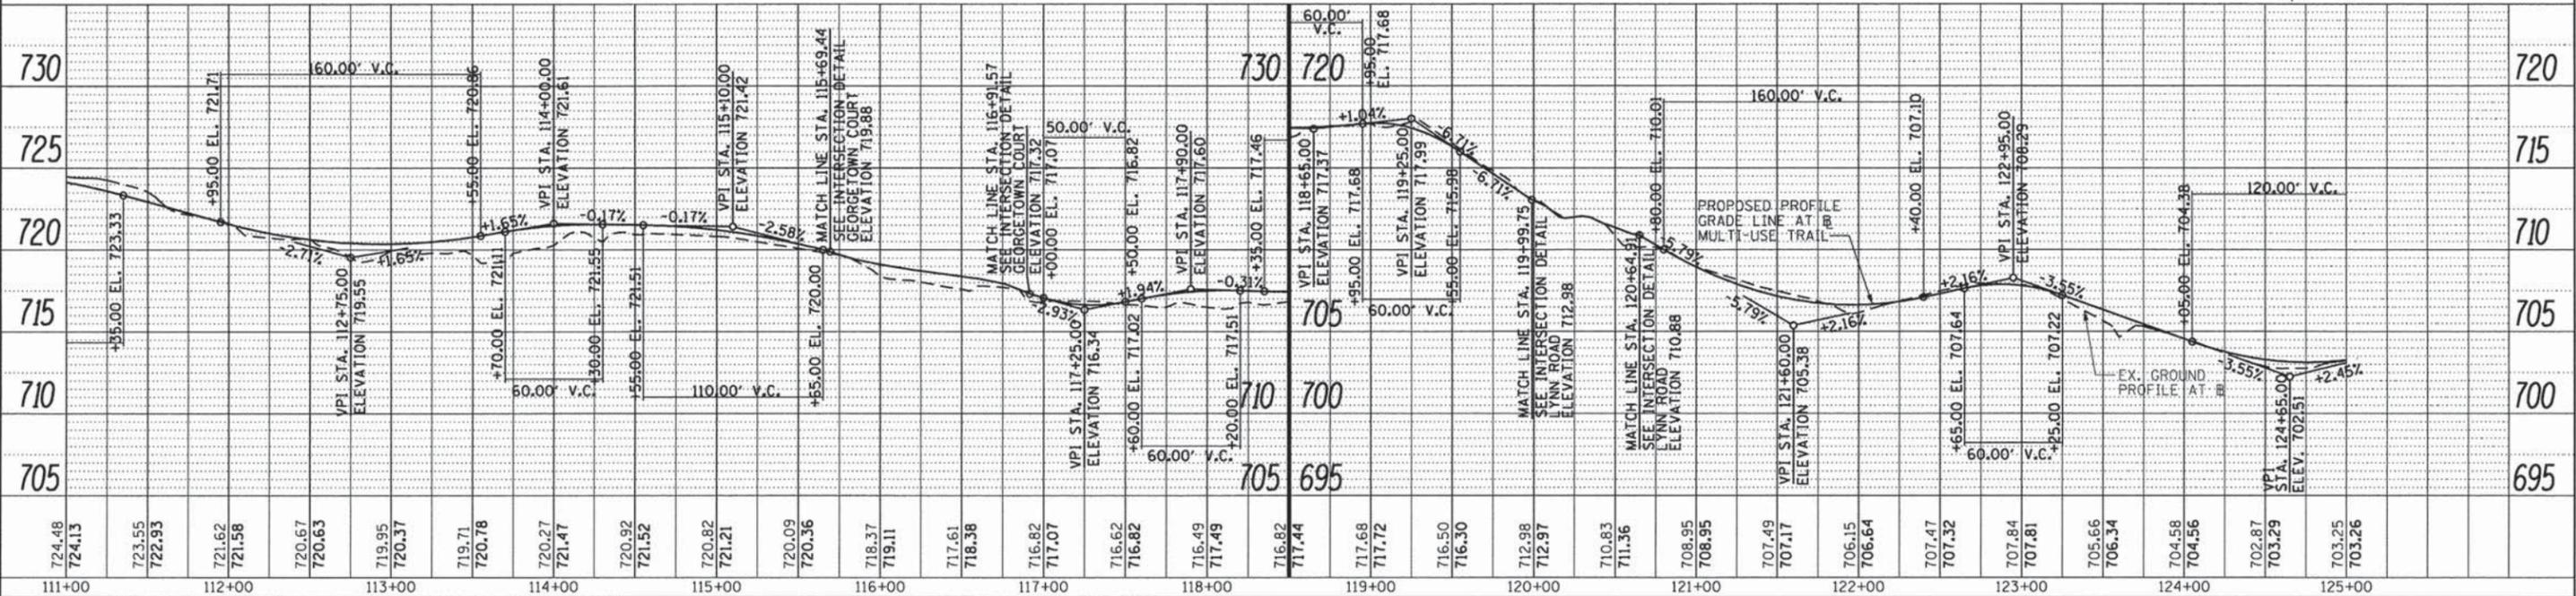 730
725
720
715
710
705
+35.00 EL. 723.33
+95.00 EL. 721.71
160.00' V.C.
-2.71%
VPI STA. 112+75.00
ELEVATION 719.55
+1.65%
+55.00 EL. 720.86
+1.65%
+70.00 EL. 721.11
VPI STA. 114+00.00
ELEVATION 721.61
60.00' V.C.
-0.17%
+30.00 EL. 721.55
+55.00 EL. 721.51
-0.17%
110.00' V.C.
VPI STA. 115+10.00
ELEVATION 721.42
-2.58%
+65.00 EL. 720.00
MATCH LINE STA. 115+69.44
SEE INTERSECTION DETAIL
GEORGETOWN COURT
ELEVATION 719.88
MATCH LINE STA. 116+91.57
SEE INTERSECTION DETAIL
GEORGETOWN COURT
ELEVATION 717.32
+00.00 EL. 717.07
50.00' V.C.
-2.93%
VPI STA. 117+25.00
ELEVATION 716.34
+50.00 EL. 716.82
+1.94%
+60.00 EL. 717.02
VPI STA. 117+90.00
ELEVATION 717.60
60.00' V.C.
-0.31%
+20.00 EL. 717.51
+35.00 EL. 717.46
730
710
705
720
705
700
695
60.00'
V.C.
VPI STA. 118+65.00
ELEVATION 717.37
+95.00
EL. 717.68
+1.04%
+95.00 EL. 717.68
VPI STA. 119+25.00
ELEVATION 717.99
60.00' V.C.
-6.71%
+55.00 EL. 715.98
-6.71%
MATCH LINE STA. 119+99.75
SEE INTERSECTION DETAIL
LYNN ROAD
ELEVATION 712.98
MATCH LINE STA. 120+64.91
SEE INTERSECTION DETAIL
LYNN ROAD
ELEVATION 710.88
+80.00 EL. 710.01
-5.79%
160.00' V.C.
PROPOSED PROFILE
GRADE LINE AT B
MULTI-USE TRAIL
-5.79%
VPI STA. 121+60.00
ELEVATION 705.38
+2.16%
+40.00 EL. 707.10
+2.16%
+65.00 EL. 707.64
VPI STA. 122+95.00
ELEVATION 708.29
60.00' V.C.
-3.55%
+25.00 EL. 707.22
EX. GROUND
PROFILE AT B
+05.00 EL. 704.38
120.00' V.C.
-3.55%
VPI
STA. 124+65.00
ELEV. 702.51
+2.45%
720
715
710
705
700
695
724.48
724.13
723.55
722.93
721.62
721.58
720.67
720.63
719.95
720.37
719.71
720.78
720.27
721.47
720.92
721.52
720.82
721.21
720.09
720.36
718.37
719.11
717.61
718.38
716.82
717.07
716.62
716.82
716.49
717.49
716.82
717.44
717.68
717.72
716.50
716.30
712.98
712.97
710.83
711.36
708.95
708.95
707.49
707.17
706.15
706.64
707.47
707.32
707.84
707.81
705.66
706.34
704.58
704.56
702.87
703.29
703.25
703.26
111+00
112+00
113+00
114+00
115+00
116+00
117+00
118+00
119+00
120+00
121+00
122+00
123+00
124+00
125+00